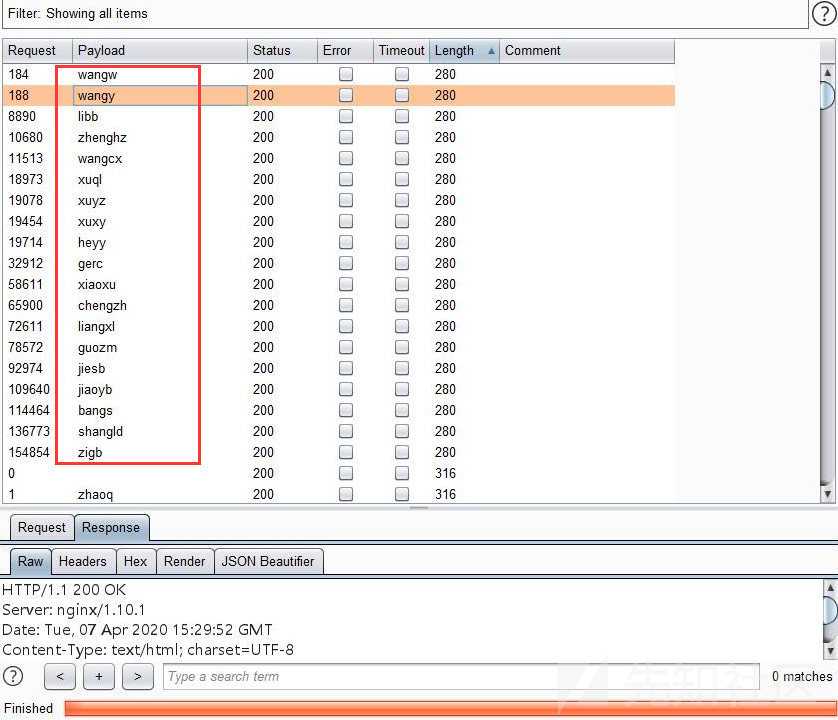 Filter: Showing all items
?
Request Payload Status Error Timeout Length Comment
184 wangw 200 280
188 wangy 200 280
8890 libb 200 280
10680 zhenghz 200 280
11513 wangcx 200 280
18973 xuql 200 280
19078 xuyz 200 280
19454 xuxy 200 280
19714 heyy 200 280
32912 gerc 200 280
58611 xiaoxu 200 280
65900 chengzh 200 280
72611 liangxl 200 280
78572 guozm 200 280
92974 jiesb 200 280
109640 jiaoyb 200 280
114464 bangs 200 280
136773 shangld 200 280
154854 zigb 200 280
0 200 316
1 zhaoq 200 316
Request Response
Raw Headers Hex Render JSON Beautifier
HTTP/1.1 200 OK
Server: nginx/1.10.1
Date: Tue, 07 Apr 2020 15:29:52 GMT
Content-Type: text/html; charset=UTF-8
? < + > Type a search term 0 matches
先知社区
Finished